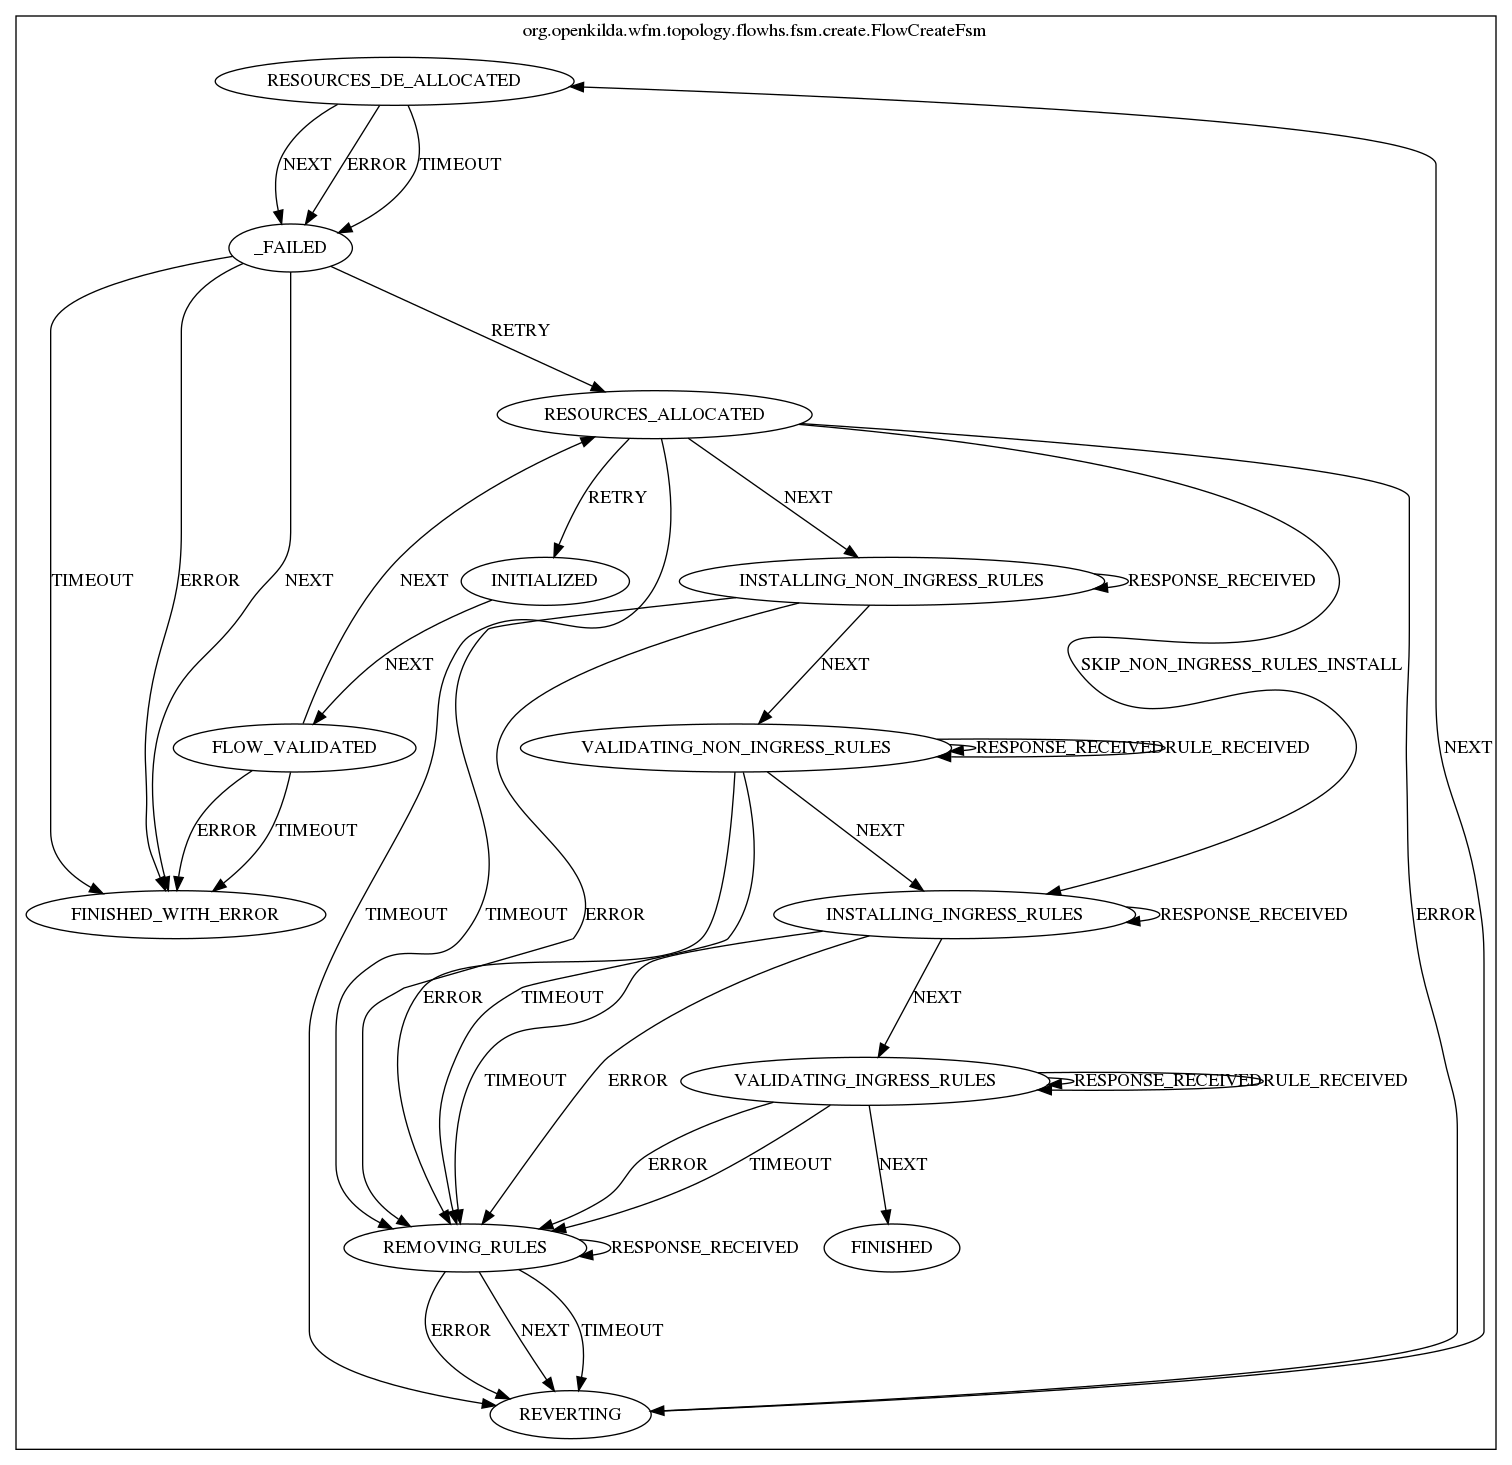 org.openkilda.wfm.topology.flowhs.fsm.create.FlowCreateFsm
RESOURCES_DE_ALLOCATED
NEXT
ERROR
TIMEOUT
_FAILED
RETRY
RESOURCES_ALLOCATED
RETRY
NEXT
TIMEOUT
ERROR
NEXT
NEXT
INITIALIZED
INSTALLING_NON_INGRESS_RULES
RESPONSE_RECEIVED
NEXT
NEXT
SKIP_NON_INGRESS_RULES_INSTALL
FLOW_VALIDATED
VALIDATING_NON_INGRESS_RULES
RESPONSE_RECEIVED
RULE_RECEIVED
NEXT
ERROR
TIMEOUT
NEXT
FINISHED_WITH_ERROR
TIMEOUT
TIMEOUT
ERROR
INSTALLING_INGRESS_RULES
RESPONSE_RECEIVED
ERROR
ERROR
TIMEOUT
NEXT
TIMEOUT
ERROR
VALIDATING_INGRESS_RULES
RESPONSE_RECEIVED
RULE_RECEIVED
ERROR
TIMEOUT
NEXT
REMOVING_RULES
RESPONSE_RECEIVED
FINISHED
ERROR
NEXT
TIMEOUT
REVERTING